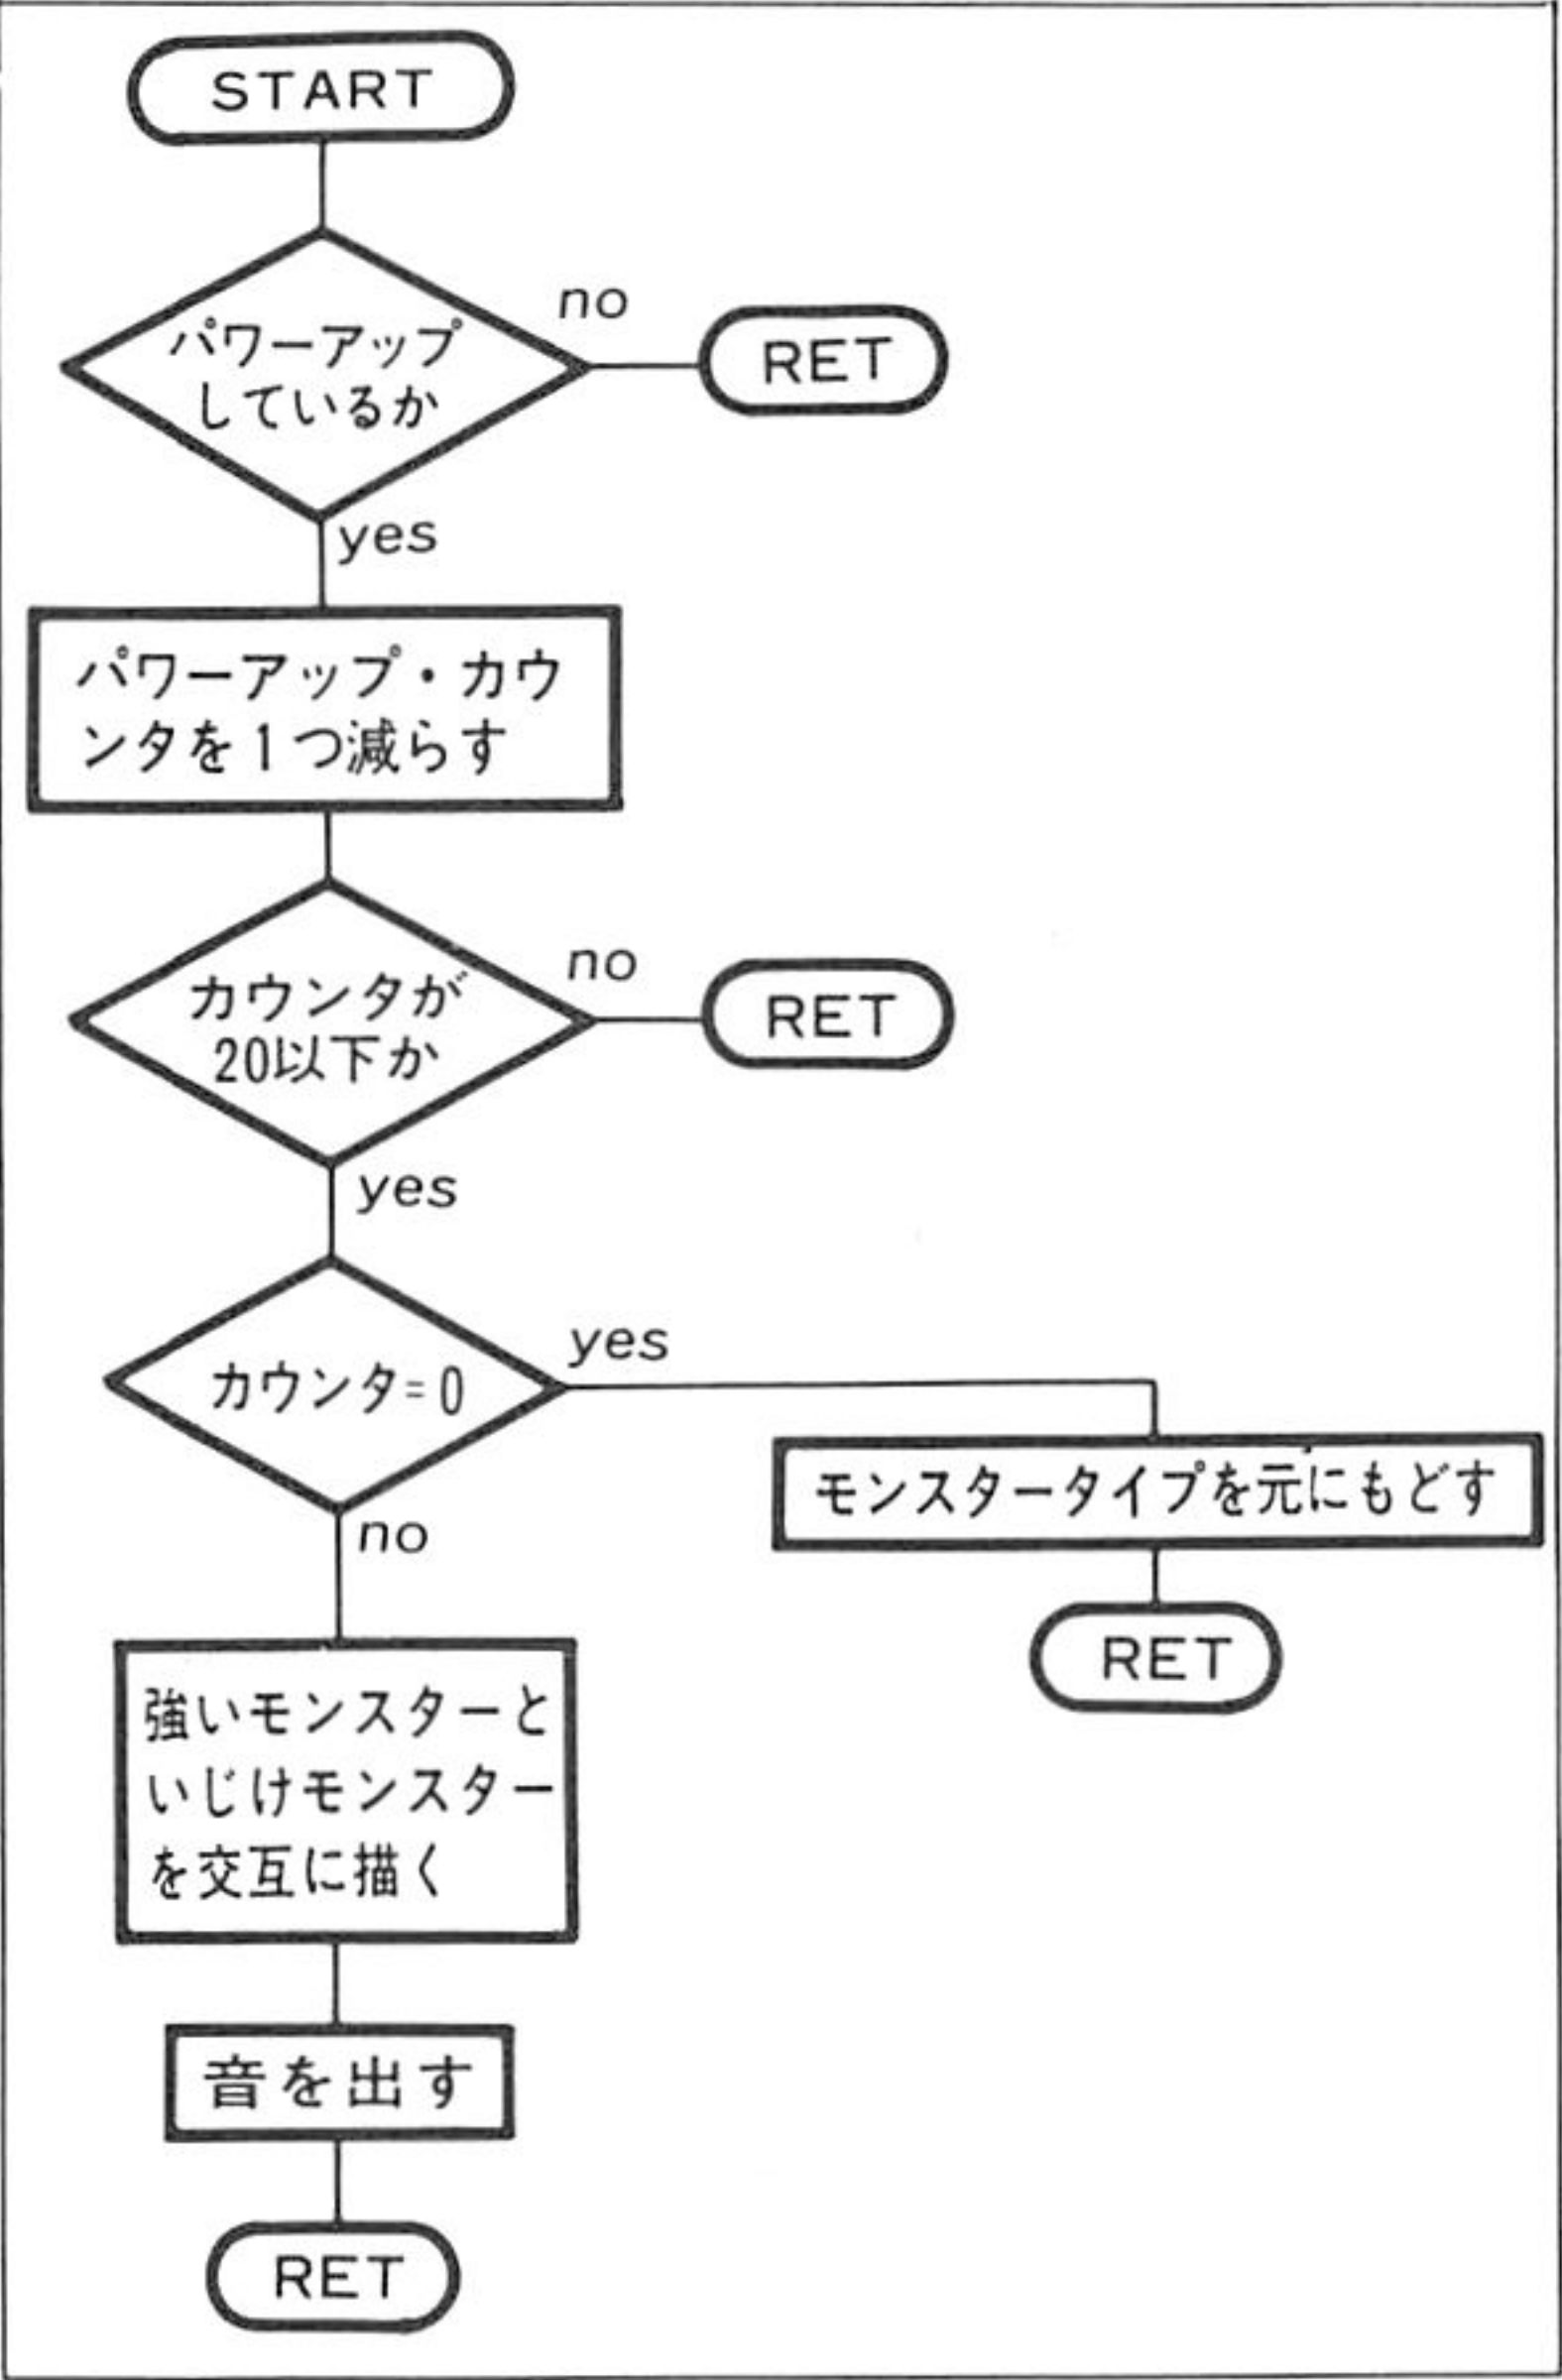 START
パワーアップ
しているか
no
RET
yes
パワーアップ・カウ
ンタを1つ減らす
カウンタが
20以下か
no
RET
yes
カウンタ=0
yes
モンスタータイプを元にもどす
RET
no
強いモンスターと
いじけモンスター
を交互に描く
音を出す
RET